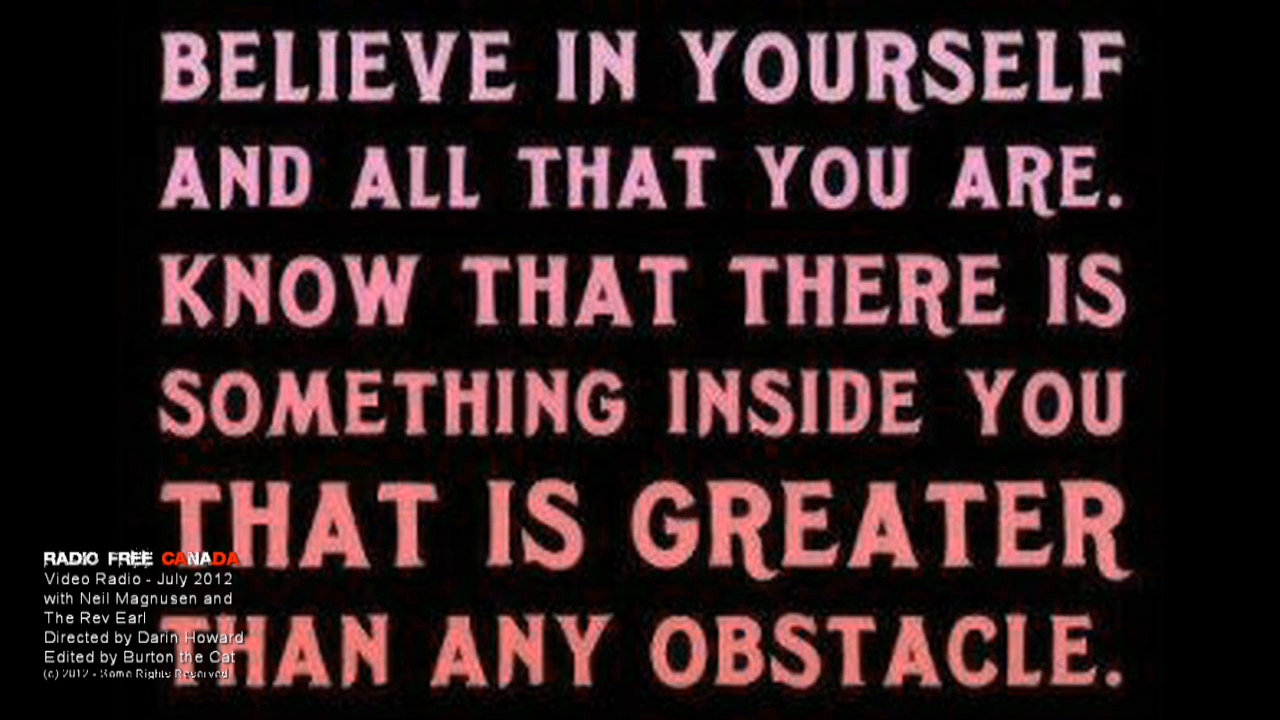 BELIEVE IN YOURSELF
AND ALL THAT YOU ARE.
KNOW THAT THERE IS
SOMETHING INSIDE YOU
THAT IS GREATER
THAN ANY OBSTACLE.
RADIO FREE CANADA
Video Radio - July 2012
with Neil Magnusen and
The Rev Earl
Directed by Darin Howard
Edited by Burton the Cat
(c) 2012 - Some Rights Reserved